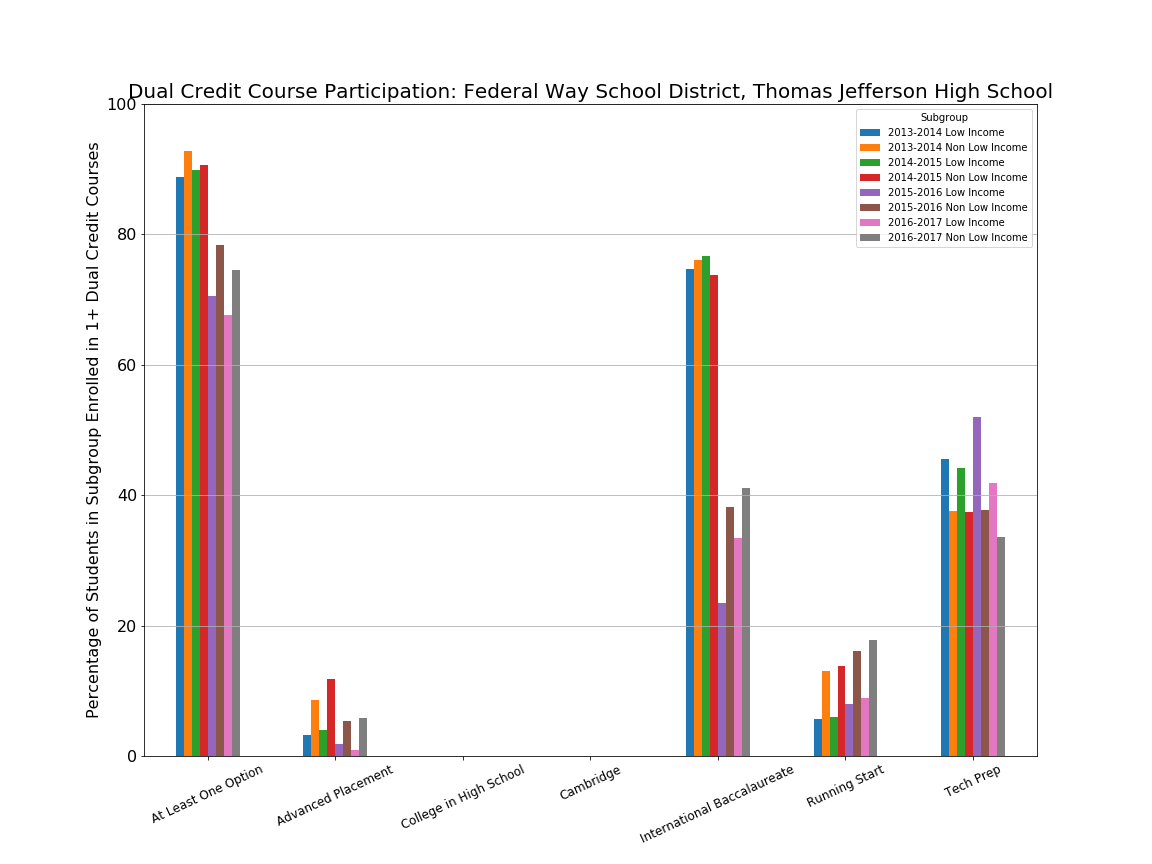 Dual Credit Course Participation: Federal Way School District, Thomas Jefferson High School
Percentage of Students in Subgroup Enrolled in 1+ Dual Credit Courses
100
80
60
40
20
0
Subgroup
2013-2014 Low Income
2013-2014 Non Low Income
2014-2015 Low Income
2014-2015 Non Low Income
2015-2016 Low Income
2015-2016 Non Low Income
2016-2017 Low Income
2016-2017 Non Low Income
At Least One Option
Advanced Placement
College in High School
Cambridge
International Baccalaureate
Running Start
Tech Prep